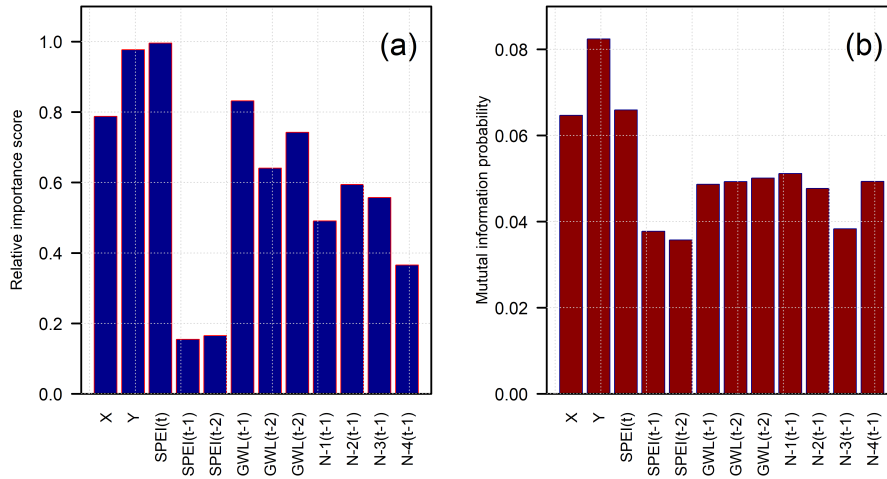 (a)
Relative importance score
1.0
0.8
0.6
0.4
0.2
0.0
X
Y
SPEI(t)
SPEI(t-1)
SPEI(t-2)
GWL(t-1)
GWL(t-2)
GWL(t-2)
N-1(t-1)
N-2(t-1)
N-3(t-1)
N-4(t-1)
(b)
Mututal information probability
0.08
0.06
0.04
0.02
0.00
X
Y
SPEI(t)
SPEI(t-1)
SPEI(t-2)
GWL(t-1)
GWL(t-2)
GWL(t-2)
N-1(t-1)
N-2(t-1)
N-3(t-1)
N-4(t-1)